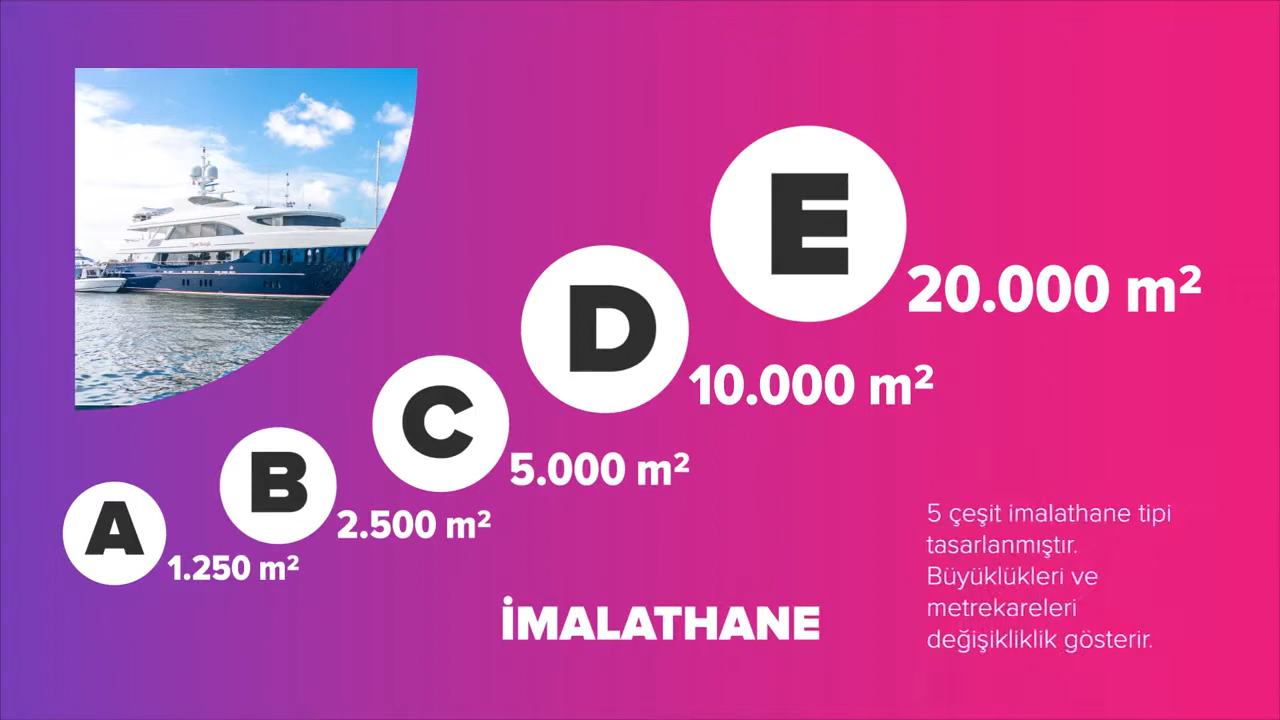 E
20.000 m²
D
10.000 m²
C
5.000 m²
B
2.500 m²
A
1.250 m²
İMALATHANE
5 çeşit imalathane tipi
tasarlanmıştır.
Büyüklükleri ve
metrekareleri
değişikliklik gösterir.